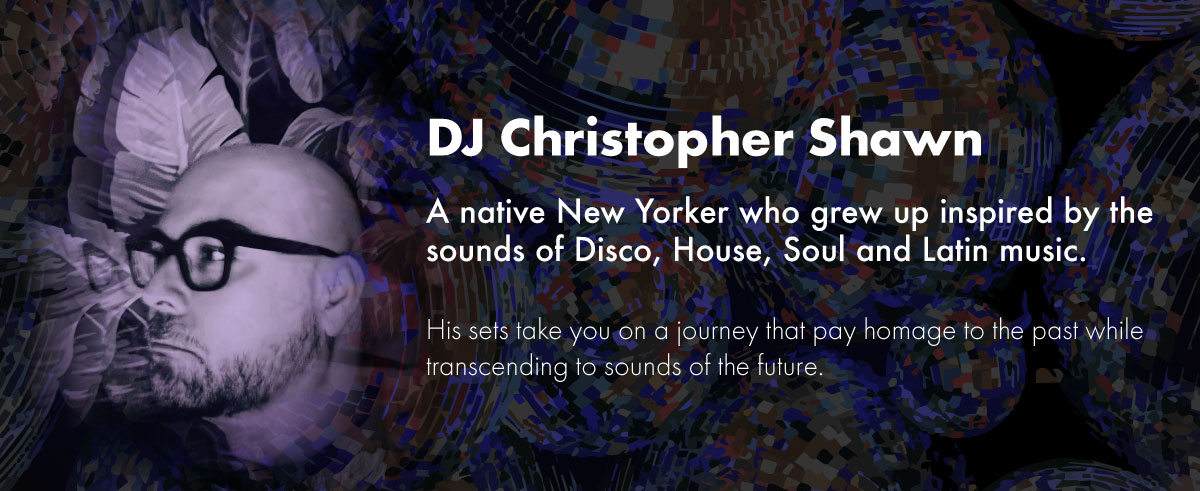 DJ Christopher Shawn
A native New Yorker who grew up inspired by the
sounds of Disco, House, Soul and Latin music.
His sets take you on a journey that pay homage to the past while
transcending to sounds of the future.